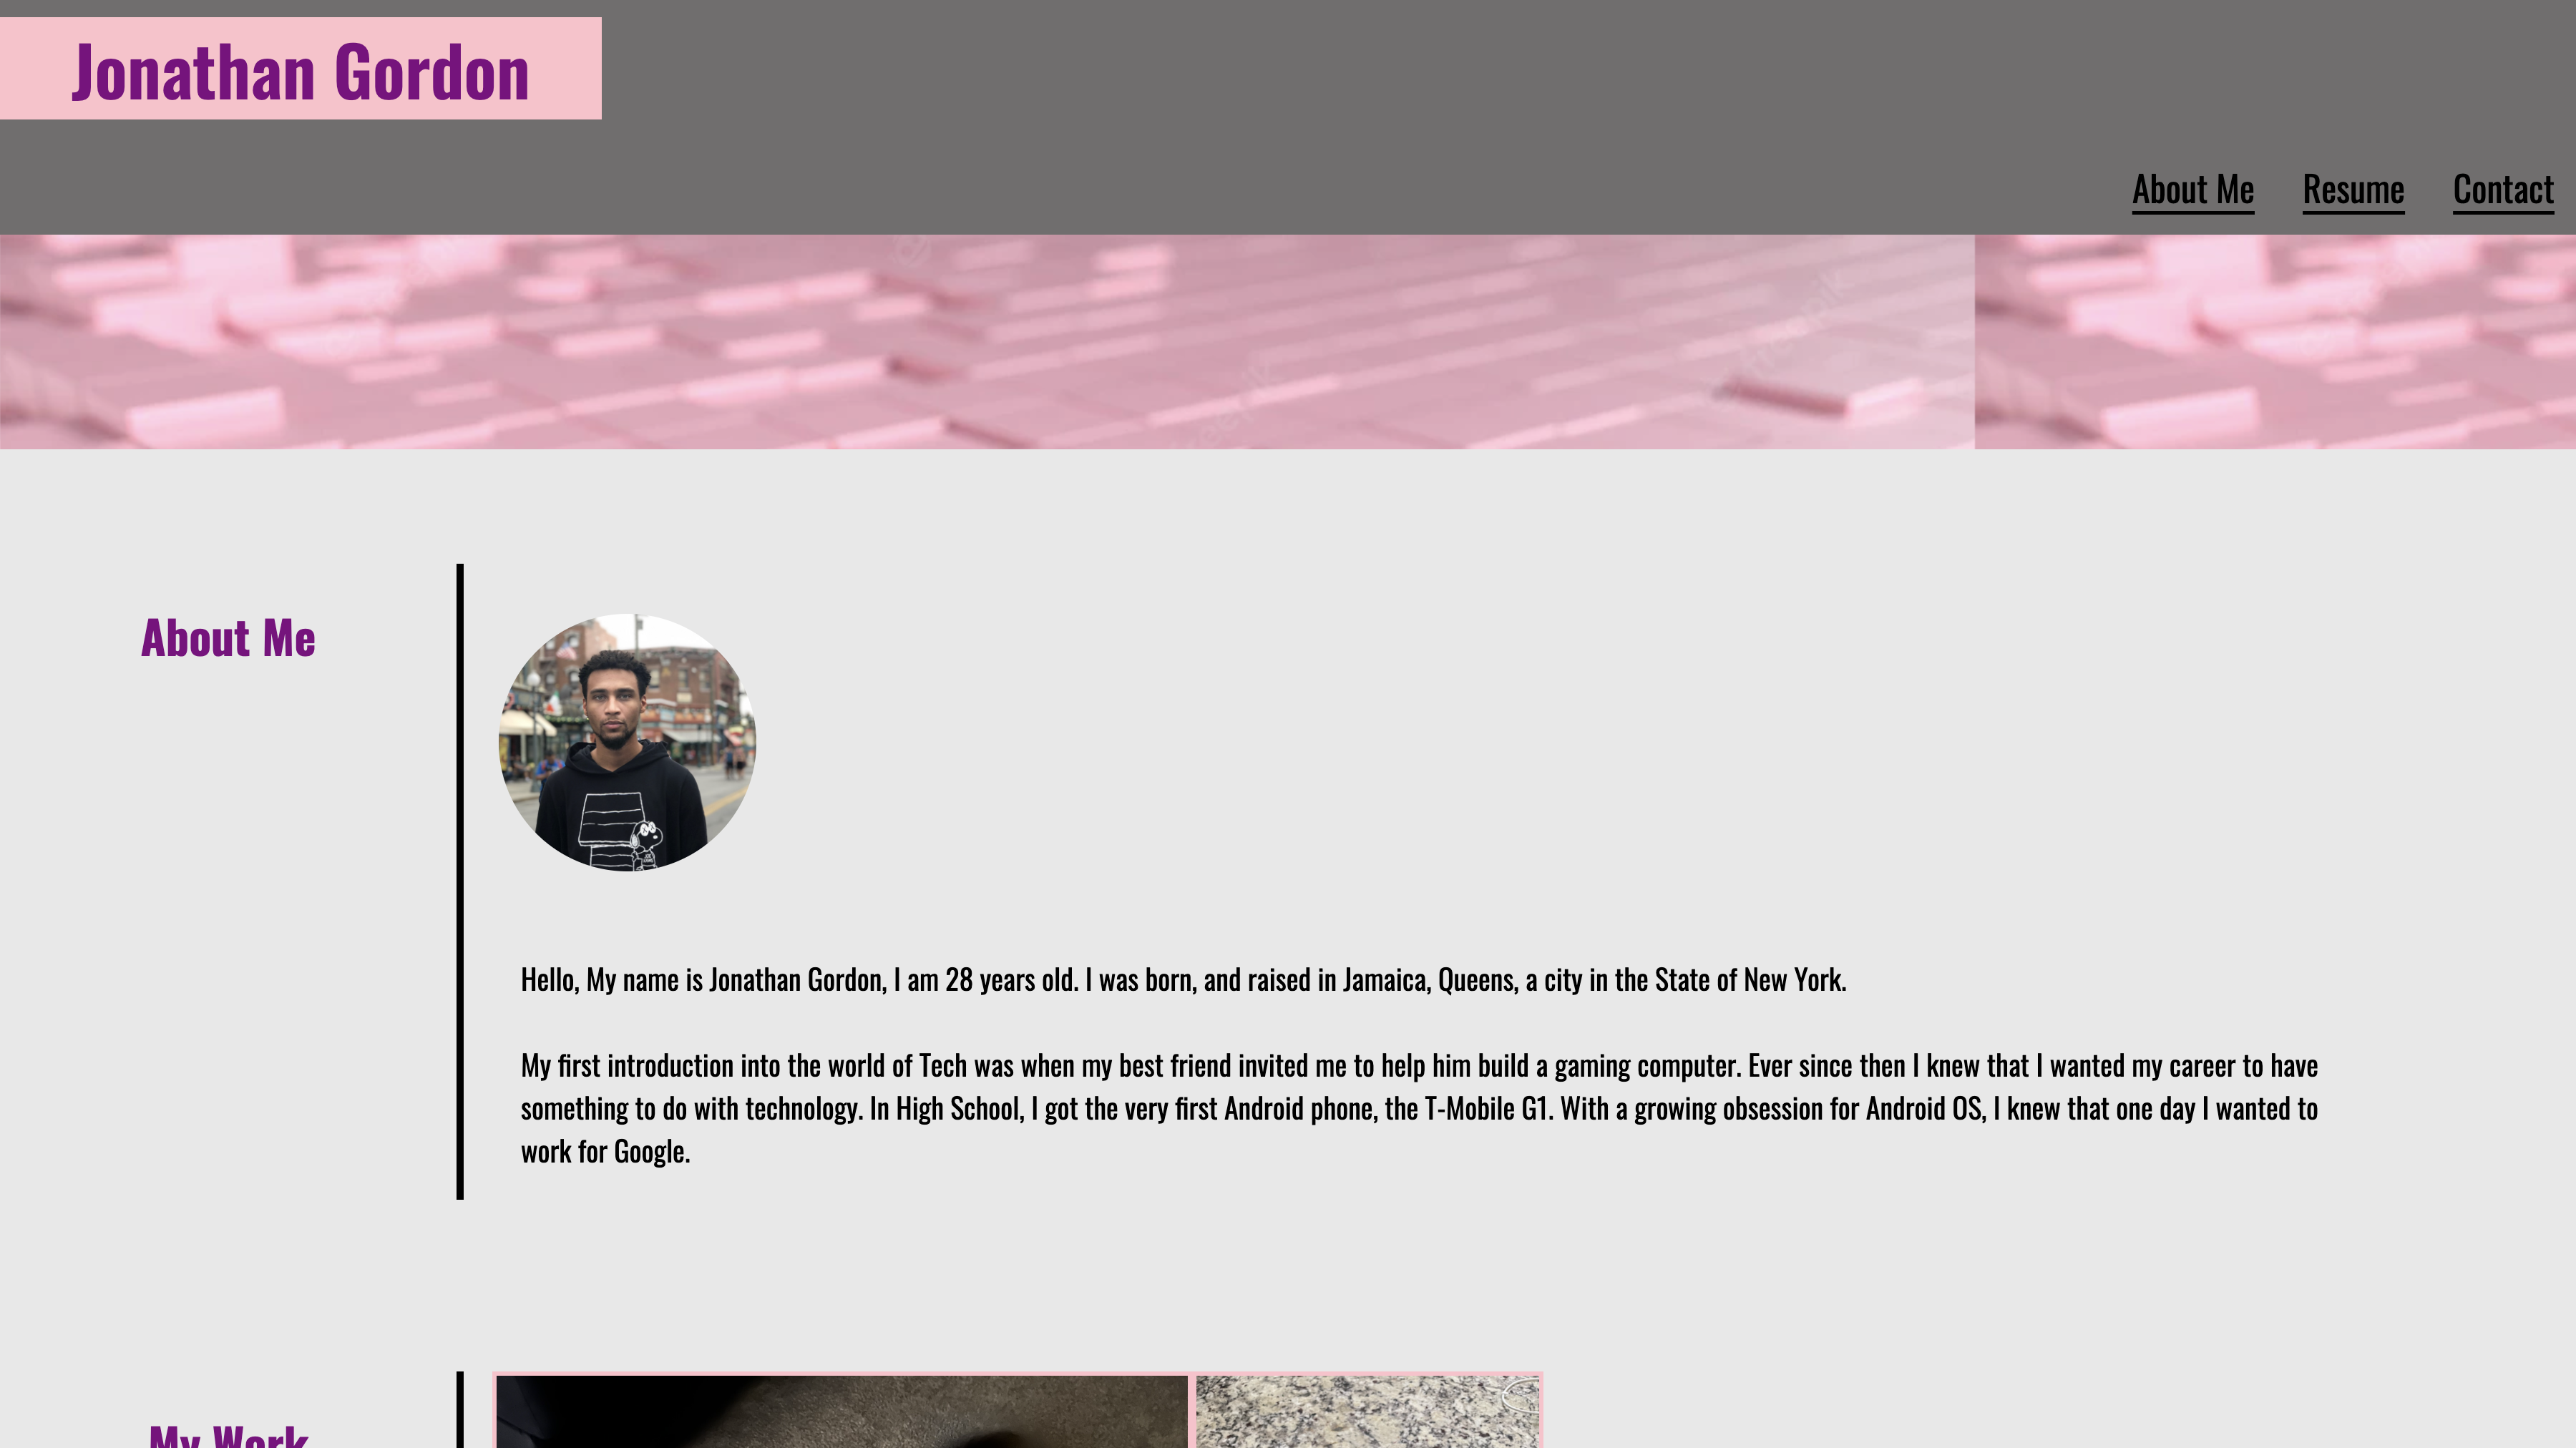 Jonathan Gordon
About Me Resume Contact
freepik
About Me
Hello, My name is Jonathan Gordon, I am 28 years old. I was born, and raised in Jamaica, Queens, a city in the State of New York.
My first introduction into the world of Tech was when my best friend invited me to help him build a gaming computer. Ever since then I knew that I wanted my career to have
something to do with technology. In High School, I got the very first Android phone, the T-Mobile G1. With a growing obsession for Android OS, I knew that one day I wanted to
work for Google.
My Work